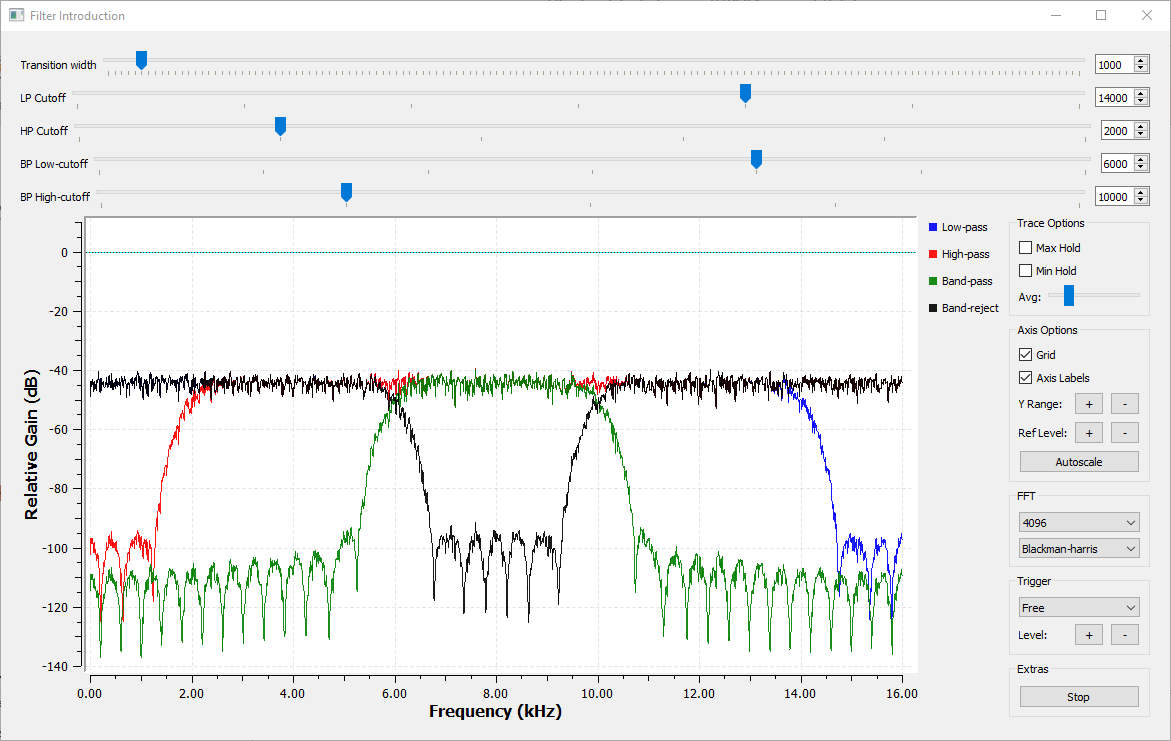 Filter Introduction
Transition width 1000
LP Cutoff 14000
HP Cutoff 2000
BP Low-cutoff 6000
BP High-cutoff 10000
Relative Gain (dB)
0
-20
-40
-60
-80
-100
-120
-140
0.00 2.00 4.00 6.00 8.00 10.00 12.00 14.00 16.00
Frequency (kHz)
Low-pass
High-pass
Band-pass
Band-reject
Trace Options
Max Hold
Min Hold
Avg:
Axis Options
Grid
Axis Labels
Y Range: + -
Ref Level: + -
Autoscale
FFT
4096
Blackman-harris
Trigger
Free
Level: + -
Extras
Stop